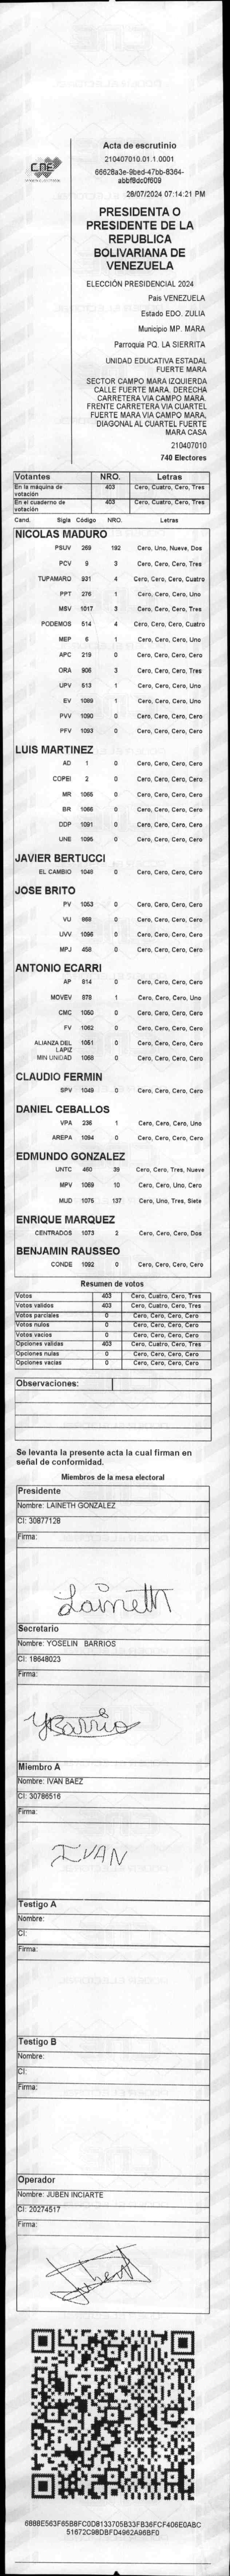 CNE
Acta de escrutinio
210407010.01.1.0001
66628a3e-9bed-47bb-8364-
abbf8dc0f609
28/07/2024 07:14:21 PM
PRESIDENTA O
PRESIDENTE DE LA
REPUBLICA
BOLIVARIANA DE
VENEZUELA
ELECCIÓN PRESIDENCIAL 2024
Pais VENEZUELA
Estado EDO. ZULIA
Municipio MP. MARA
Parroquia PQ. LA SIERRITA
UNIDAD EDUCATIVA ESTADAL
FUERTE MARA
SECTOR CAMPO MARA IZQUIERDA
CALLE FUERTE MARA. DERECHA
CARRETERA VIA CAMPO MARA.
FRENTE CARRETERA VIA CUARTEL
FUERTE MARA VIA CAMPO MARA,
DIAGONAL AL CUARTEL FUERTE
MARA CASA
210407010
740 Electores
Votantes NRO. Letras
En la máquina de votación 403 Cero, Cuatro, Cero, Tres
En el cuaderno de votación 403 Cero, Cuatro, Cero, Tres
Cand. Sigla Código NRO. Letras
NICOLAS MADURO
PSUV 269 192 Cero, Uno, Nueve, Dos
PCV 9 3 Cero, Cero, Cero, Tres
TUPAMARO 931 4 Cero, Cero, Cero, Cuatro
PPT 276 1 Cero, Cero, Cero, Uno
MSV 1017 3 Cero, Cero, Cero, Tres
PODEMOS 514 4 Cero, Cero, Cero, Cuatro
MEP 6 1 Cero, Cero, Cero, Uno
APC 219 0 Cero, Cero, Cero, Cero
ORA 906 3 Cero, Cero, Cero, Tres
UPV 513 1 Cero, Cero, Cero, Uno
EV 1089 1 Cero, Cero, Cero, Uno
PVV 1090 0 Cero, Cero, Cero, Cero
PFV 1093 0 Cero, Cero, Cero, Cero
LUIS MARTINEZ
AD 1 0 Cero, Cero, Cero, Cero
COPEI 2 0 Cero, Cero, Cero, Cero
MR 1065 0 Cero, Cero, Cero, Cero
BR 1066 0 Cero, Cero, Cero, Cero
DDP 1091 0 Cero, Cero, Cero, Cero
UNE 1095 0 Cero, Cero, Cero, Cero
JAVIER BERTUCCI
EL CAMBIO 1048 0 Cero, Cero, Cero, Cero
JOSE BRITO
PV 1053 0 Cero, Cero, Cero, Cero
VU 868 0 Cero, Cero, Cero, Cero
UVV 1096 0 Cero, Cero, Cero, Cero
MPJ 458 0 Cero, Cero, Cero, Cero
ANTONIO ECARRI
AP 814 0 Cero, Cero, Cero, Cero
MOVEV 878 1 Cero, Cero, Cero, Uno
CMC 1050 0 Cero, Cero, Cero, Cero
FV 1062 0 Cero, Cero, Cero, Cero
ALIANZA DEL LAPIZ 1051 0 Cero, Cero, Cero, Cero
MIN UNIDAD 1058 0 Cero, Cero, Cero, Cero
CLAUDIO FERMIN
SPV 1049 0 Cero, Cero, Cero, Cero
DANIEL CEBALLOS
VPA 236 1 Cero, Cero, Cero, Uno
AREPA 1094 0 Cero, Cero, Cero, Cero
EDMUNDO GONZALEZ
UNTC 460 39 Cero, Cero, Tres, Nueve
MPV 1069 10 Cero, Cero, Uno, Cero
MUD 1075 137 Cero, Uno, Tres, Siete
ENRIQUE MARQUEZ
CENTRADOS 1073 2 Cero, Cero, Cero, Dos
BENJAMIN RAUSSEO
CONDE 1092 0 Cero, Cero, Cero, Cero
Resumen de votos
Votos 403 Cero, Cuatro, Cero, Tres
Votos validos 403 Cero, Cuatro, Cero, Tres
Votos parciales 0 Cero, Cero, Cero, Cero
Votos nulos 0 Cero, Cero, Cero, Cero
Votos vacios 0 Cero, Cero, Cero, Cero
Opciones validas 403 Cero, Cuatro, Cero, Tres
Opciones nulas 0 Cero, Cero, Cero, Cero
Opciones vacias 0 Cero, Cero, Cero, Cero
Observaciones:
Se levanta la presente acta la cual firman en
señal de conformidad.
Miembros de la mesa electoral
Presidente
Nombre: LAINETH GONZALEZ
CI: 30877128
Firma:
Laineth
Secretario
Nombre: YOSELIN BARRIOS
CI: 18648023
Firma:
YBarrios
Miembro A
Nombre: IVAN BAEZ
CI: 30786516
Firma:
IVAN
Testigo A
Nombre:
CI:
Firma:
Testigo B
Nombre:
CI:
Firma:
Operador
Nombre: JUBEN INCIARTE
CI: 20274517
Firma:
6888E563F65B8FC0D8133705B33FB36FCF406E0ABC
51672C98DBFD4962A96BF0